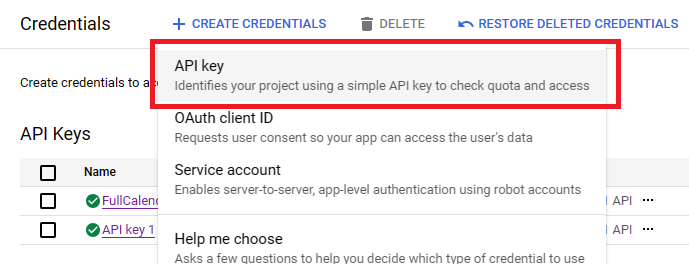 Credentials
+ CREATE CREDENTIALS
DELETE
RESTORE DELETED CREDENTIALS
API key
Identifies your project using a simple API key to check quota and access
Create credentials to
OAuth client ID
Requests user consent so your app can access the user's data
API Keys
Service account
Enables server-to-server, app-level authentication using robot accounts
Name
FullCalen
API
API key 1
API
Help me choose
Asks a few questions to help you decide which type of credential to use